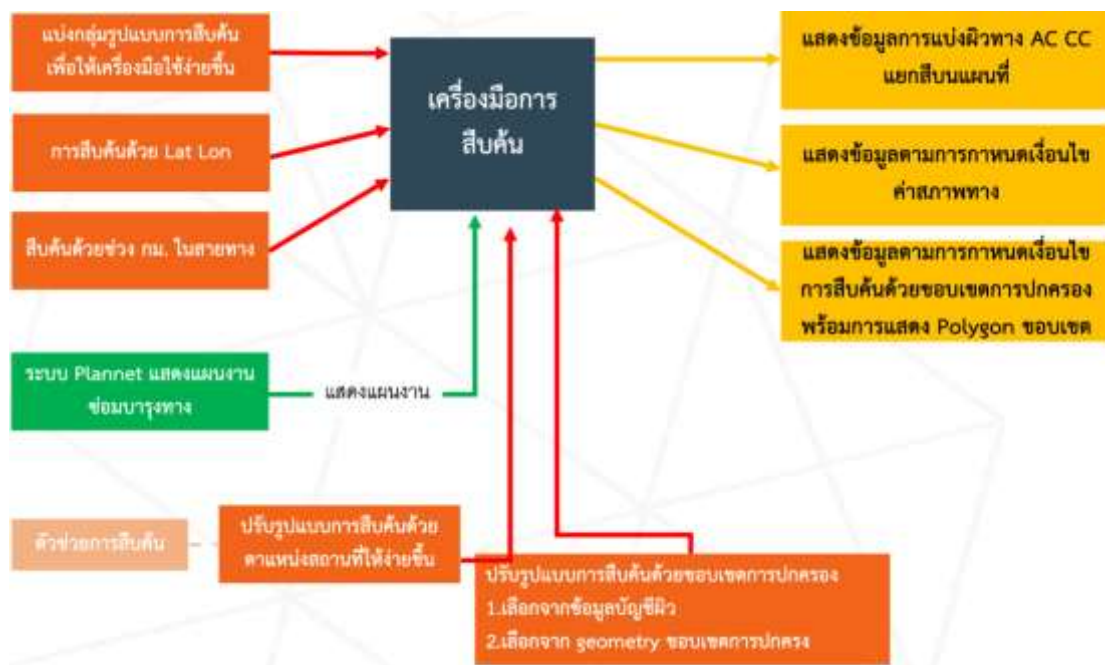 แบ่งกลุ่มรูปแบบการสืบค้น
เพื่อให้เครื่องมือใช้ง่ายขึ้น
การสืบค้นด้วย Lat Lon
สืบค้นด้วยช่วง กม. ในสายทาง
เครื่องมือการ
สืบค้น
แสดงข้อมูลการแบ่งผิวทาง AC CC
แยกสีบนแผนที่
แสดงข้อมูลตามการกาหนดเงื่อนไข
ค่าสภาพทาง
แสดงข้อมูลตามการกาหนดเงื่อนไข
การสืบค้นด้วยขอบเขตการปกครอง
พร้อมการแสดง Polygon ขอบเขต
ระบบ Plannet แสดงแผนงาน
ซ่อมบารุงทาง
แสดงแผนงาน
ตัวช่วยการสืบค้น
ปรับรูปแบบการสืบค้นด้วย
ตาแหน่งสถานที่ให้ง่ายขึ้น
ปรับรูปแบบการสืบค้นด้วยขอบเขตการปกครอง
1.เลือกจากข้อมูลบัญชีผิว
2.เลือกจาก geometry ขอบเขตการปกครง